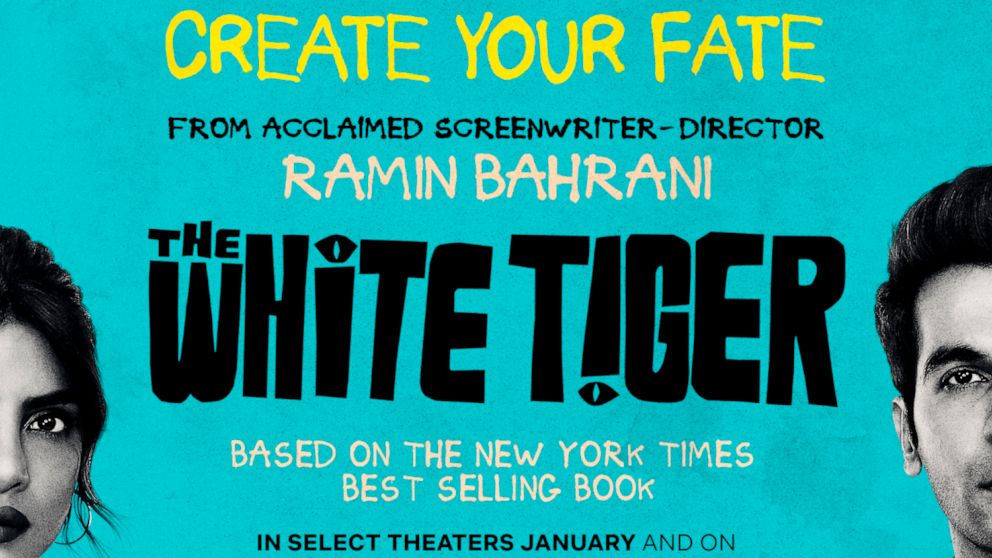 CREATE YOUR FATE
FROM ACCLAIMED SCREENWRITER-DIRECTOR
RAMIN BAHRANI
THE
WHITE TIGER
BASED ON THE NEW YORK TIMES
BEST SELLING BOOK
IN SELECT THEATERS JANUARY AND ON